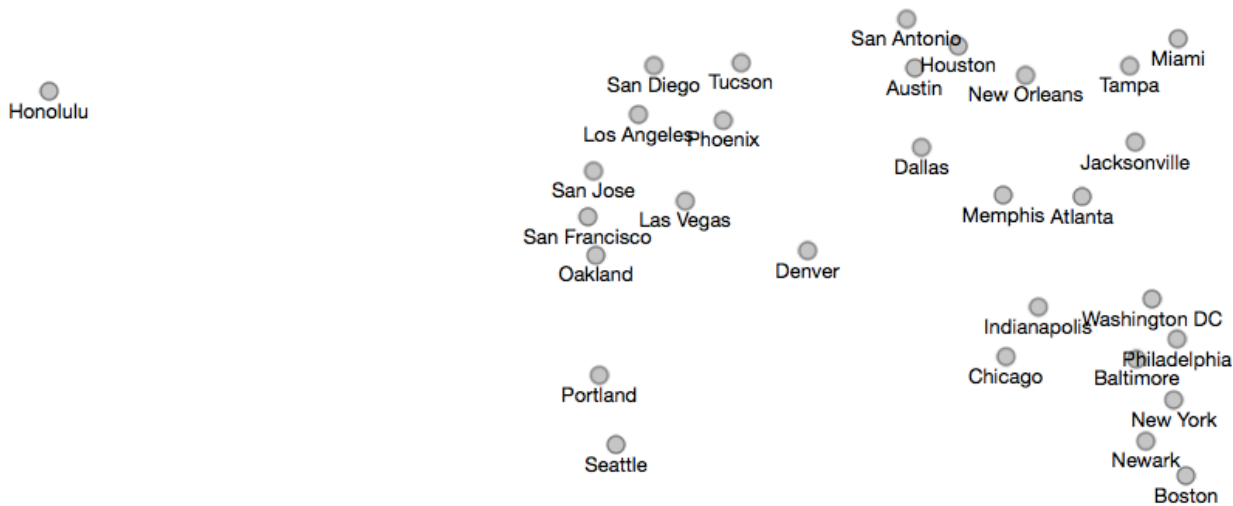 San Antonio
Miami
Houston
San Diego
Tucson
Austin
New Orleans
Tampa
Honolulu
Los Angeles
Phoenix
Dallas
Jacksonville
San Jose
Las Vegas
Memphis
Atlanta
San Francisco
Oakland
Denver
Indianapolis
Washington DC
Philadelphia
Chicago
Baltimore
Portland
New York
Newark
Seattle
Boston